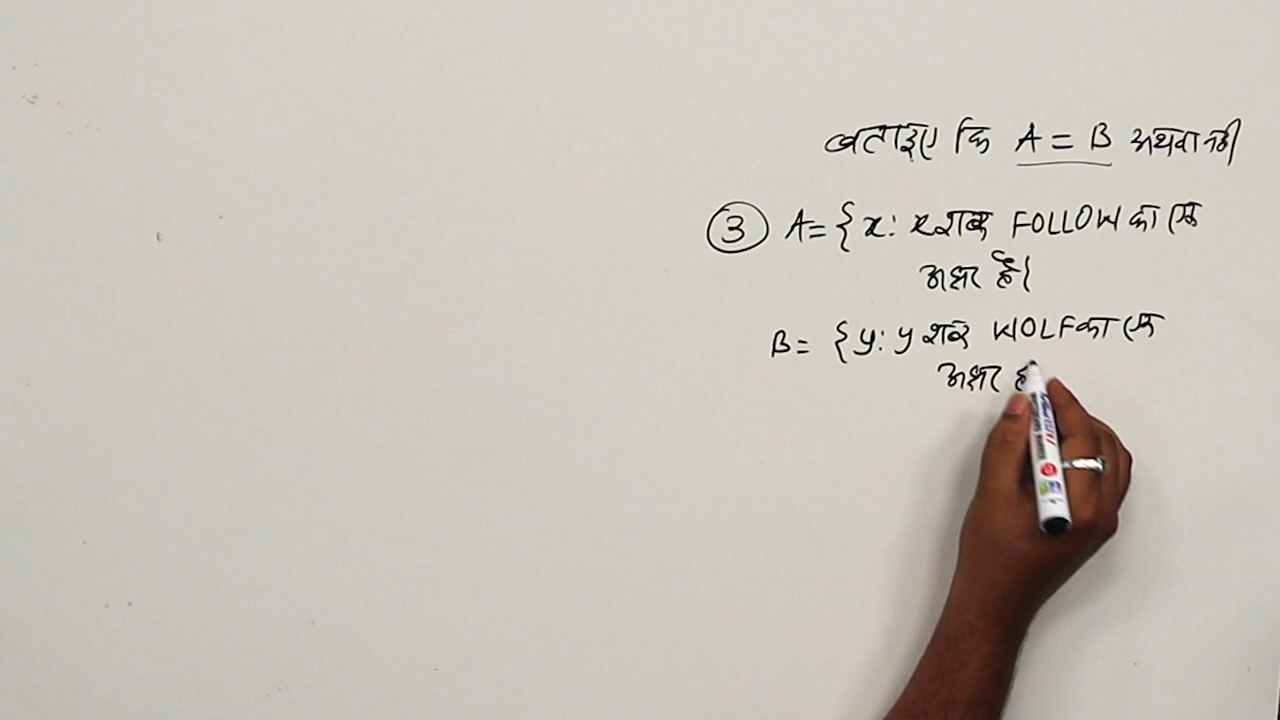 बताइए कि A = B अथवा नहीं
③ A = { x : x शब्द FOLLOW का एक
अक्षर है।
B = { y : y शब्द WOLF का एक
अक्षर ह